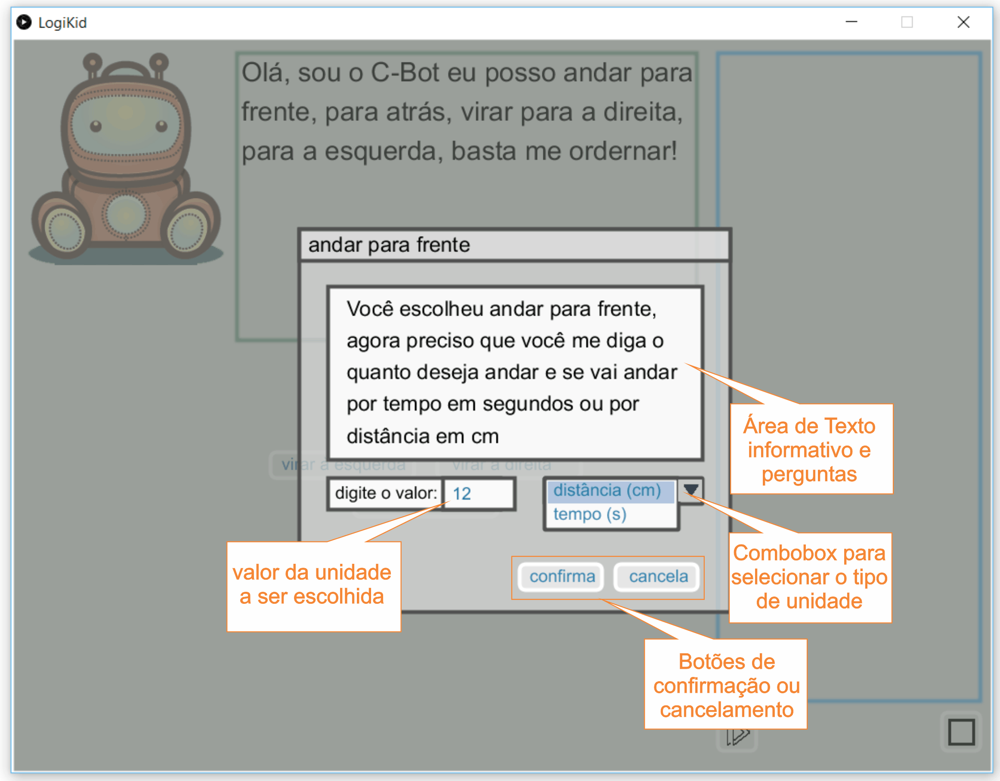 LogiKid
Olá, sou o C-Bot eu posso andar para
frente, para atrás, virar para a direita,
para a esquerda, basta me ordernar!
andar para frente
Você escolheu andar para frente,
agora preciso que você me diga o
quanto deseja andar e se vai andar
por tempo em segundos ou por
distância em cm
Área de Texto
informativo e
perguntas
virar à esquerda
virar à direita
digite o valor: 12
distância (cm)
tempo (s)
valor da unidade
a ser escolhida
Combobox para
selecionar o tipo
de unidade
confirma
cancela
Botões de
confirmação ou
cancelamento